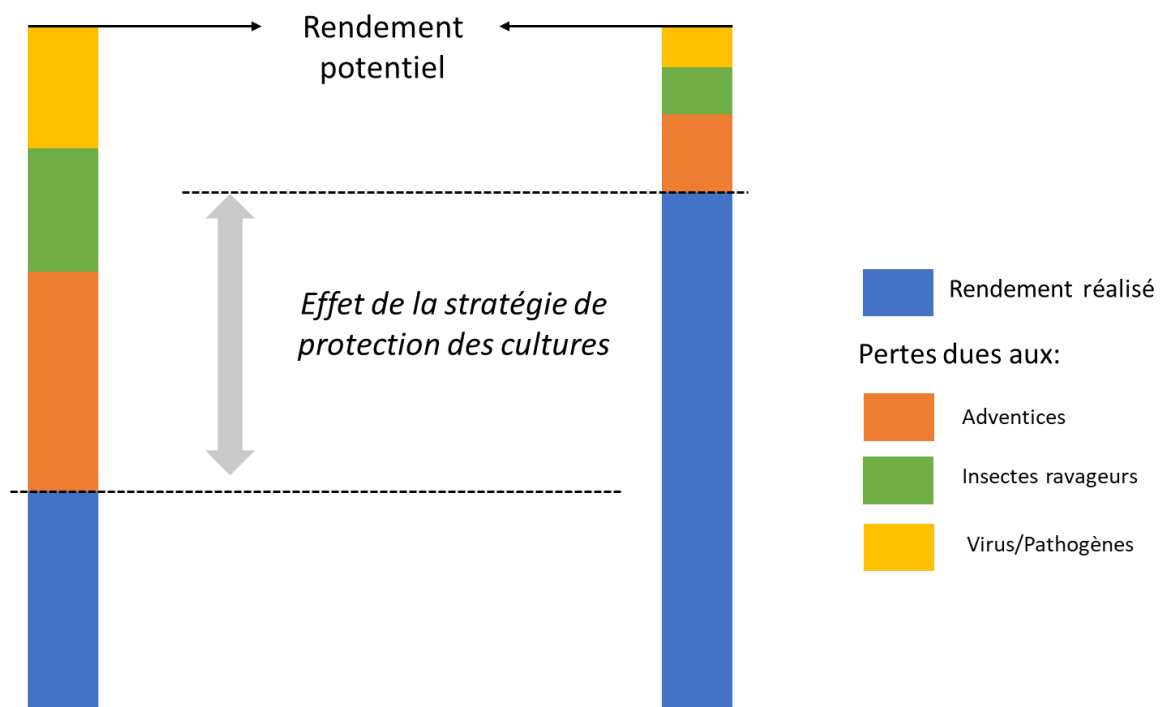 Rendement
potentiel
Effet de la stratégie de
protection des cultures
Rendement réalisé
Pertes dues aux:
Adventices
Insectes ravageurs
Virus/Pathogènes